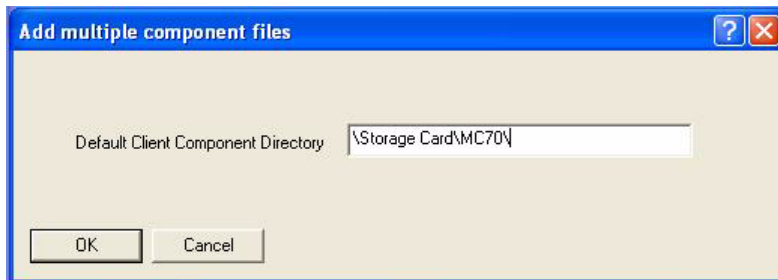 Add multiple component files
Default Client Component Directory
\Storage Card\MC70\
OK
Cancel